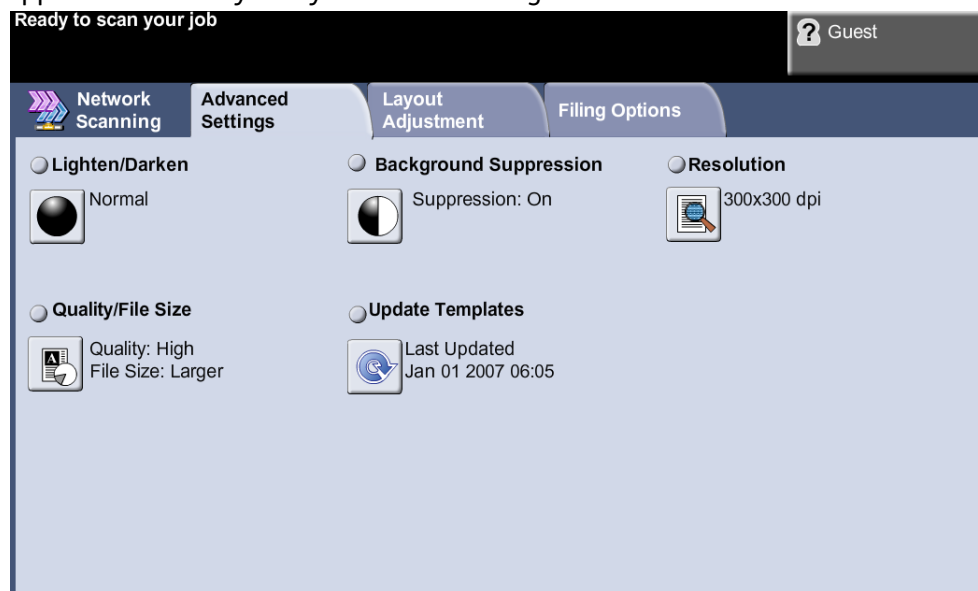 Ready to scan your job
? Guest
Network Scanning
Advanced Settings
Layout Adjustment
Filing Options
Lighten/Darken
Normal
Background Suppression
Suppression: On
Resolution
300x300 dpi
Quality/File Size
Quality: High
File Size: Larger
Update Templates
Last Updated
Jan 01 2007 06:05